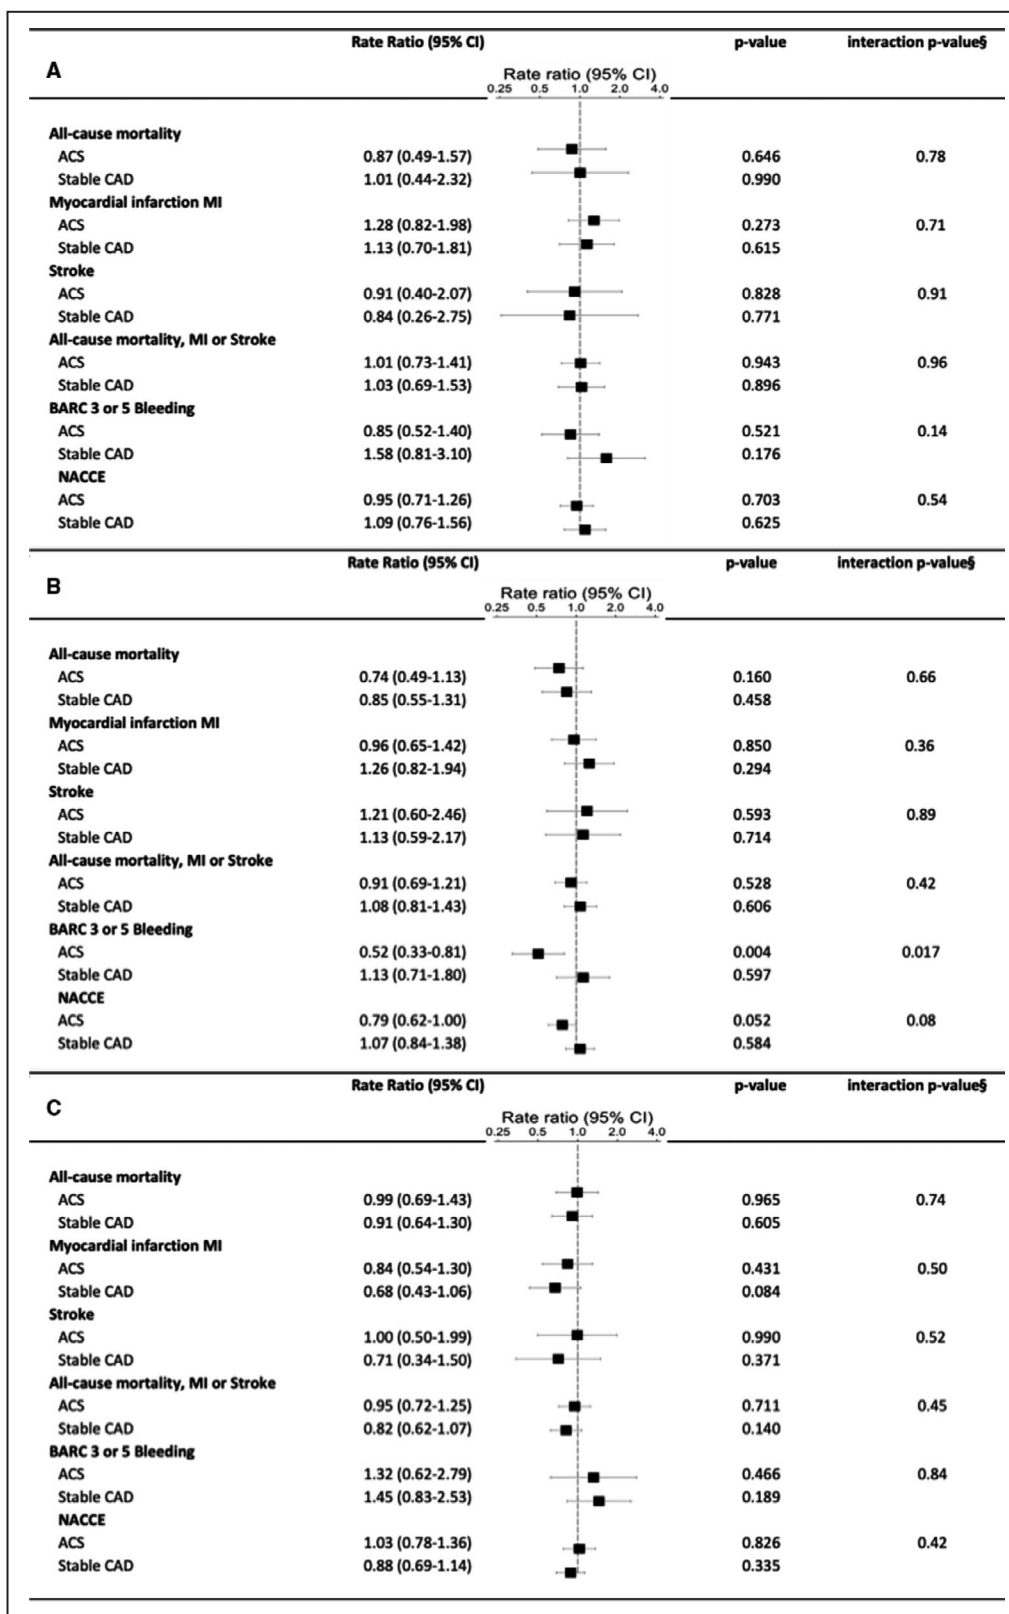 Rate Ratio (95% CI) p-value interaction p-value§
A
Rate ratio (95% CI)
0.25 0.5 1.0 2.0 4.0
All-cause mortality
ACS 0.87 (0.49-1.57) 0.646 0.78
Stable CAD 1.01 (0.44-2.32) 0.990
Myocardial infarction MI
ACS 1.28 (0.82-1.98) 0.273 0.71
Stable CAD 1.13 (0.70-1.81) 0.615
Stroke
ACS 0.91 (0.40-2.07) 0.828 0.91
Stable CAD 0.84 (0.26-2.75) 0.771
All-cause mortality, MI or Stroke
ACS 1.01 (0.73-1.41) 0.943 0.96
Stable CAD 1.03 (0.69-1.53) 0.896
BARC 3 or 5 Bleeding
ACS 0.85 (0.52-1.40) 0.521 0.14
Stable CAD 1.58 (0.81-3.10) 0.176
NACCE
ACS 0.95 (0.71-1.26) 0.703 0.54
Stable CAD 1.09 (0.76-1.56) 0.625
Rate Ratio (95% CI) p-value interaction p-value§
B
Rate ratio (95% CI)
0.25 0.5 1.0 2.0 4.0
All-cause mortality
ACS 0.74 (0.49-1.13) 0.160 0.66
Stable CAD 0.85 (0.55-1.31) 0.458
Myocardial infarction MI
ACS 0.96 (0.65-1.42) 0.850 0.36
Stable CAD 1.26 (0.82-1.94) 0.294
Stroke
ACS 1.21 (0.60-2.46) 0.593 0.89
Stable CAD 1.13 (0.59-2.17) 0.714
All-cause mortality, MI or Stroke
ACS 0.91 (0.69-1.21) 0.528 0.42
Stable CAD 1.08 (0.81-1.43) 0.606
BARC 3 or 5 Bleeding
ACS 0.52 (0.33-0.81) 0.004 0.017
Stable CAD 1.13 (0.71-1.80) 0.597
NACCE
ACS 0.79 (0.62-1.00) 0.052 0.08
Stable CAD 1.07 (0.84-1.38) 0.584
Rate Ratio (95% CI) p-value interaction p-value§
C
Rate ratio (95% CI)
0.25 0.5 1.0 2.0 4.0
All-cause mortality
ACS 0.99 (0.69-1.43) 0.965 0.74
Stable CAD 0.91 (0.64-1.30) 0.605
Myocardial infarction MI
ACS 0.84 (0.54-1.30) 0.431 0.50
Stable CAD 0.68 (0.43-1.06) 0.084
Stroke
ACS 1.00 (0.50-1.99) 0.990 0.52
Stable CAD 0.71 (0.34-1.50) 0.371
All-cause mortality, MI or Stroke
ACS 0.95 (0.72-1.25) 0.711 0.45
Stable CAD 0.82 (0.62-1.07) 0.140
BARC 3 or 5 Bleeding
ACS 1.32 (0.62-2.79) 0.466 0.84
Stable CAD 1.45 (0.83-2.53) 0.189
NACCE
ACS 1.03 (0.78-1.36) 0.826 0.42
Stable CAD 0.88 (0.69-1.14) 0.335